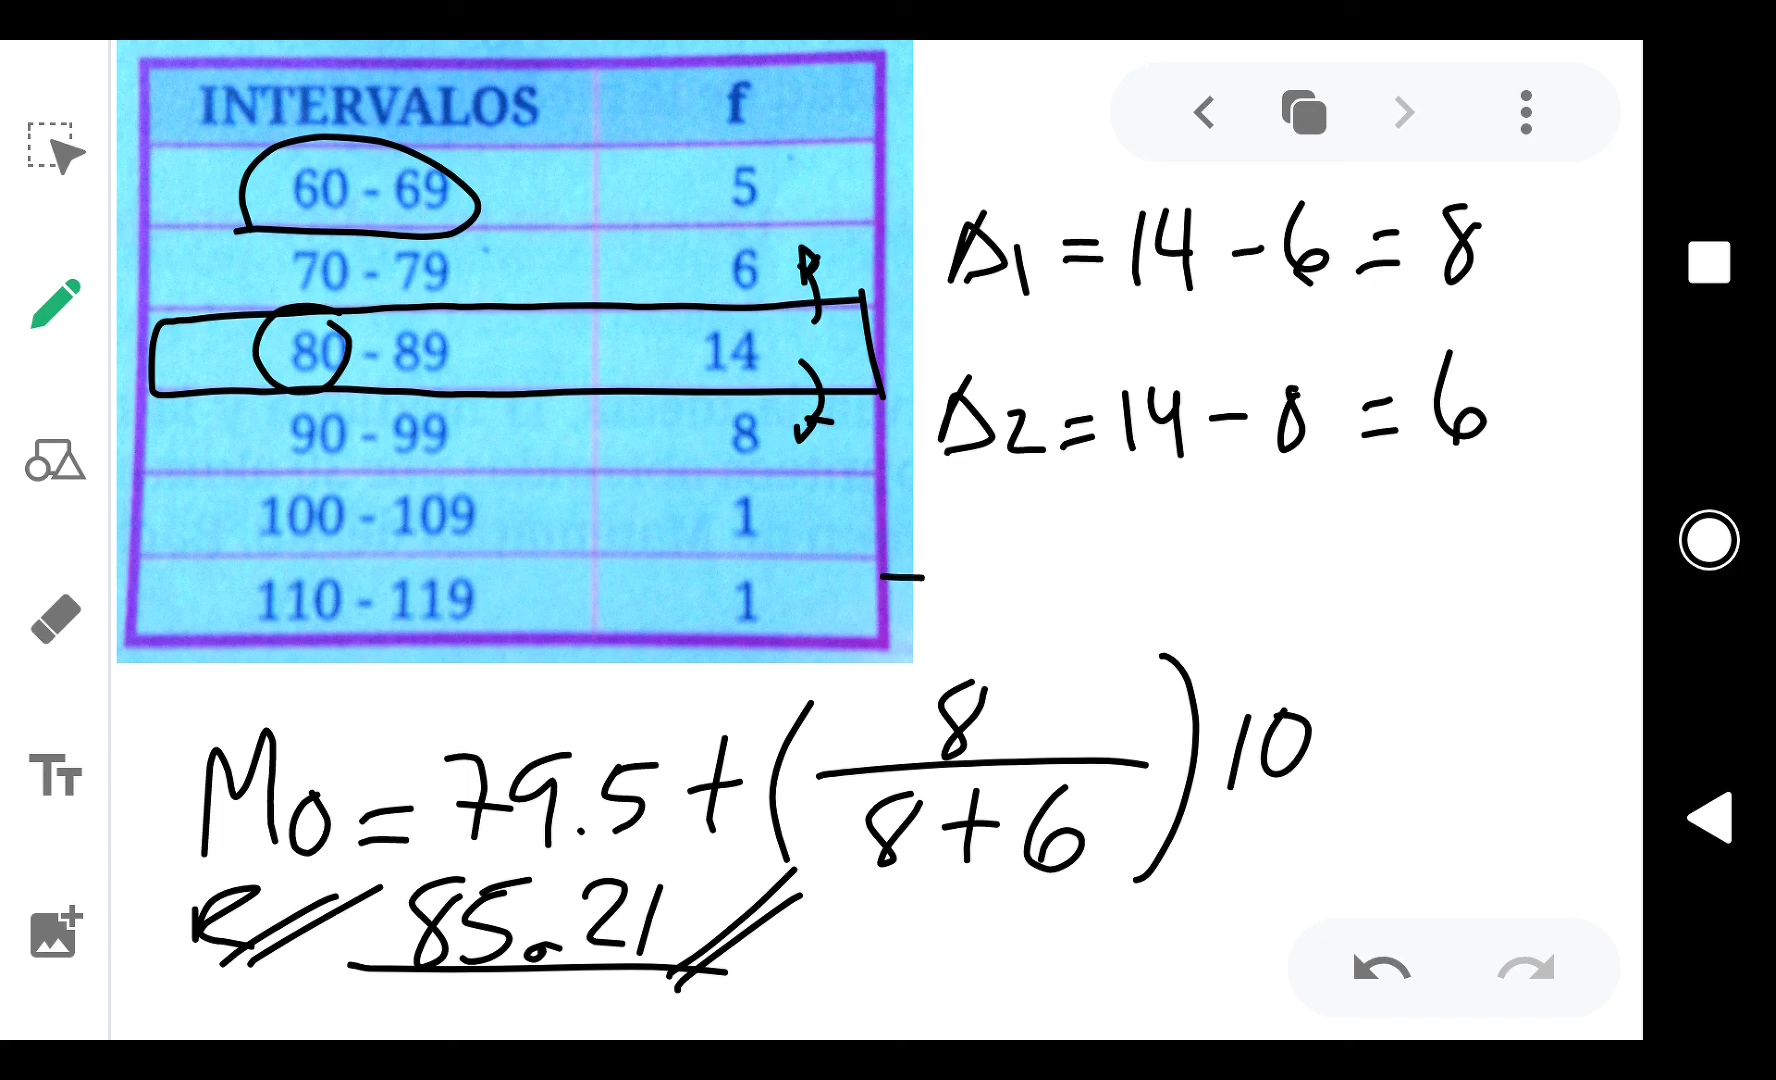 INTERVALOS f
60 - 69 5
70 - 79 6
80 - 89 14
90 - 99 8
100 - 109 1
110 - 119 1
Δ1 = 14 - 6 = 8
Δ2 = 14 - 8 = 6
Mo = 79.5 + (8/(8+6)) 10
R// 85.21//
TT